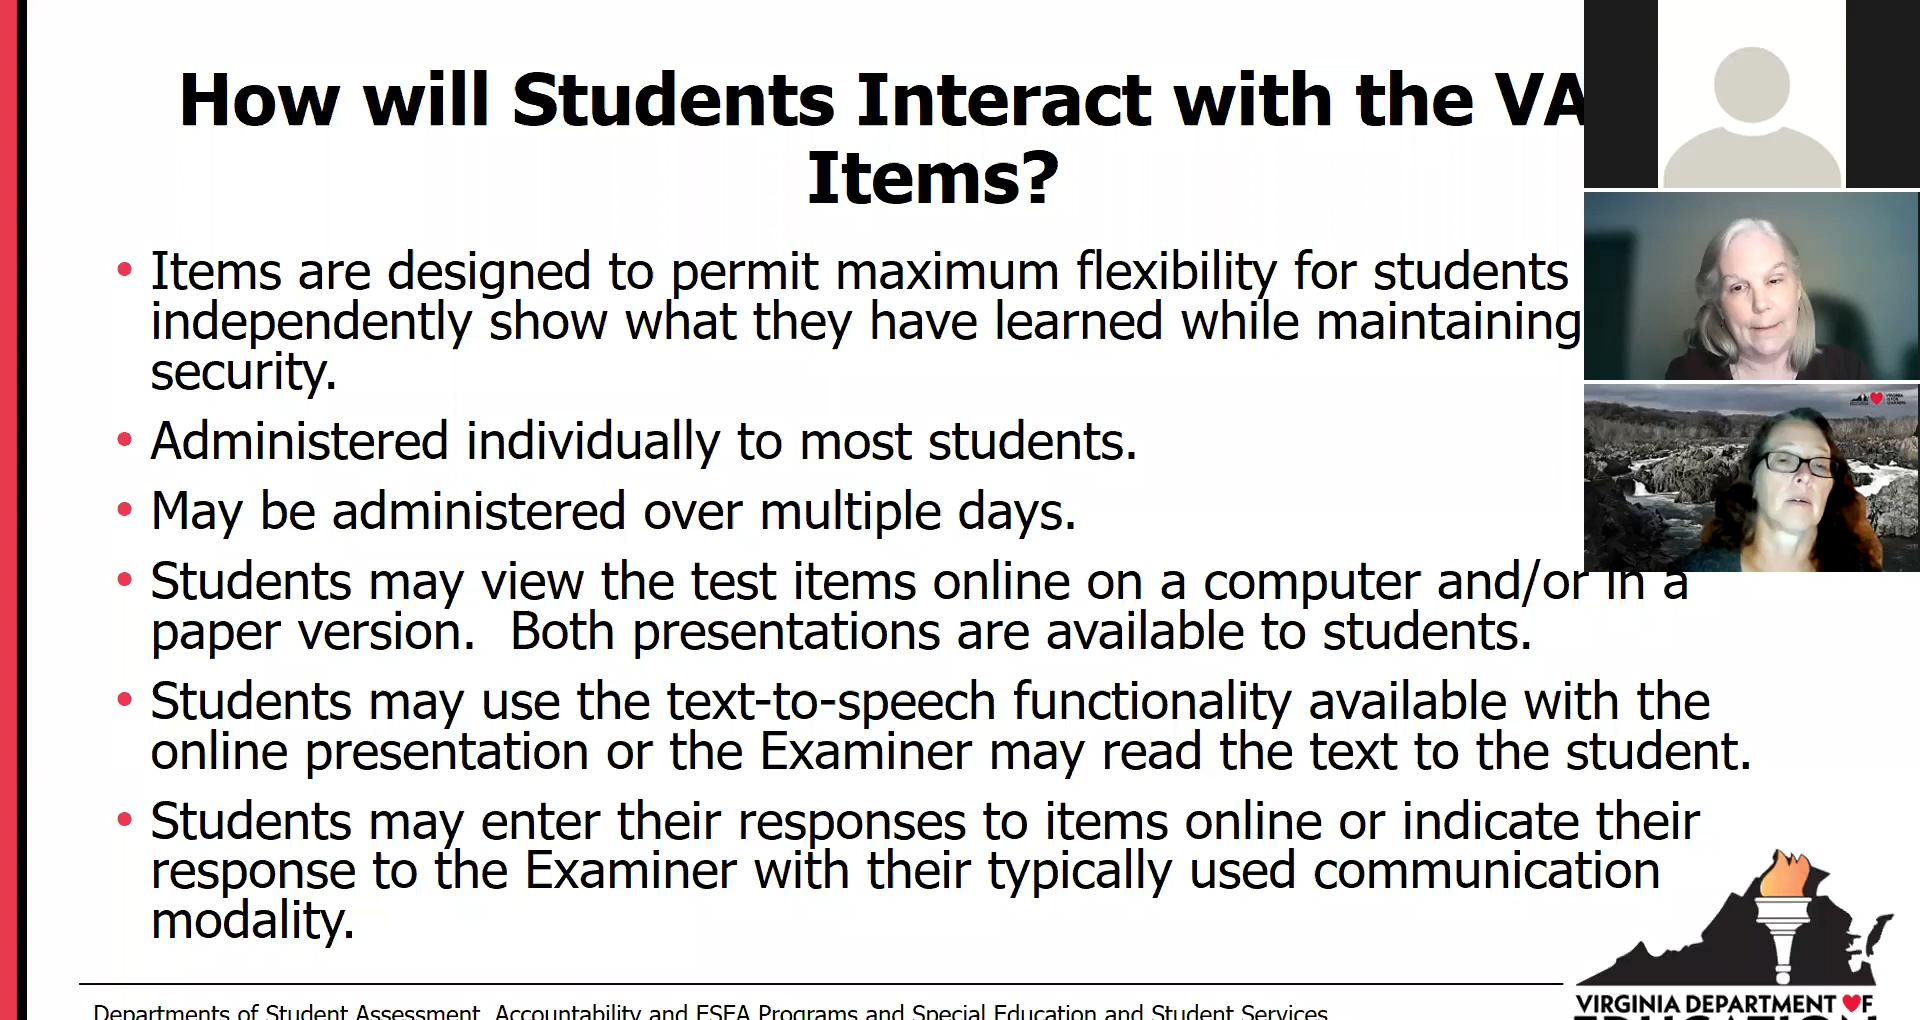 How will Students Interact with the VA
Items?
• Items are designed to permit maximum flexibility for students
independently show what they have learned while maintaining
security.
• Administered individually to most students.
• May be administered over multiple days.
• Students may view the test items online on a computer and/or in a
paper version. Both presentations are available to students.
• Students may use the text-to-speech functionality available with the
online presentation or the Examiner may read the text to the student.
• Students may enter their responses to items online or indicate their
response to the Examiner with their typically used communication
modality.
Departments of Student Assessment, Accountability and ESEA Programs and Special Education and Student Services
VIRGINIA DEPARTMENT OF
EDUCATION